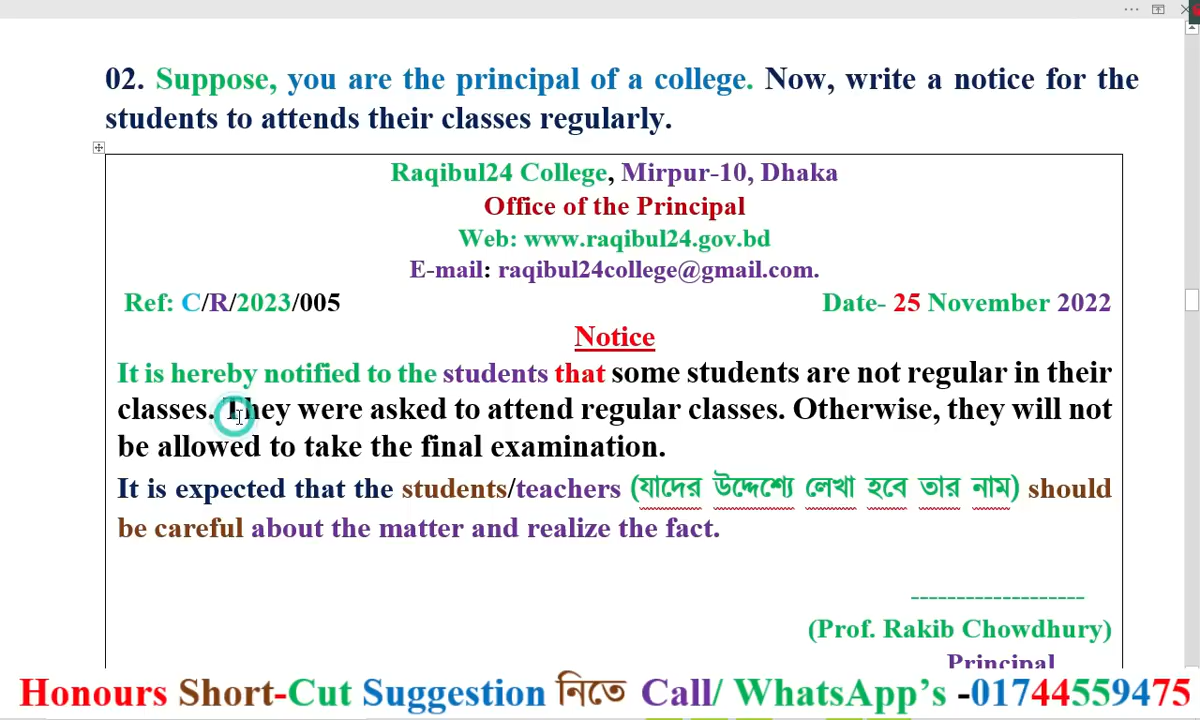 02. Suppose, you are the principal of a college. Now, write a notice for the
students to attends their classes regularly.
Raqibul24 College, Mirpur-10, Dhaka
Office of the Principal
Web: www.raqibul24.gov.bd
E-mail: raqibul24college@gmail.com.
Ref: C/R/2023/005 Date- 25 November 2022
Notice
It is hereby notified to the students that some students are not regular in their
classes. They were asked to attend regular classes. Otherwise, they will not
be allowed to take the final examination.
It is expected that the students/teachers (যাদের উদ্দেশ্যে লেখা হবে তার নাম) should
be careful about the matter and realize the fact.
-------------------
(Prof. Rakib Chowdhury)
Principal
Honours Short-Cut Suggestion নিতে Call/ WhatsApp’s -01744559475